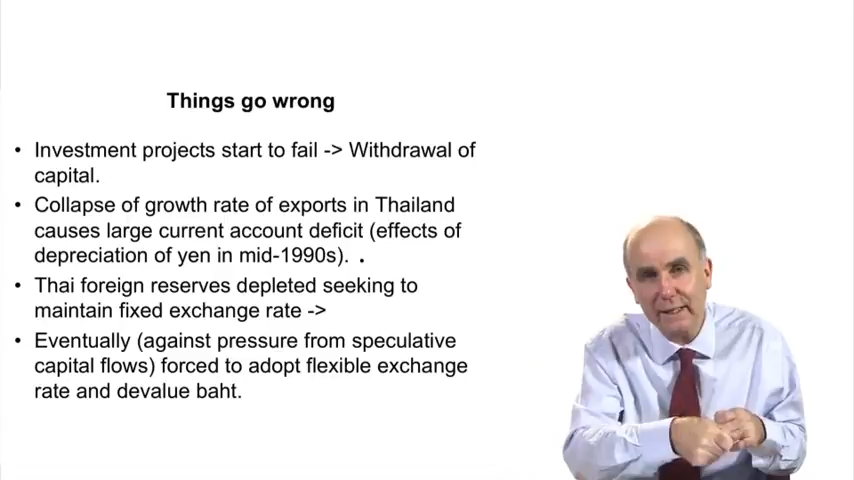 Things go wrong
• Investment projects start to fail -> Withdrawal of
capital.
• Collapse of growth rate of exports in Thailand
causes large current account deficit (effects of
depreciation of yen in mid-1990s). .
• Thai foreign reserves depleted seeking to
maintain fixed exchange rate ->
• Eventually (against pressure from speculative
capital flows) forced to adopt flexible exchange
rate and devalue baht.